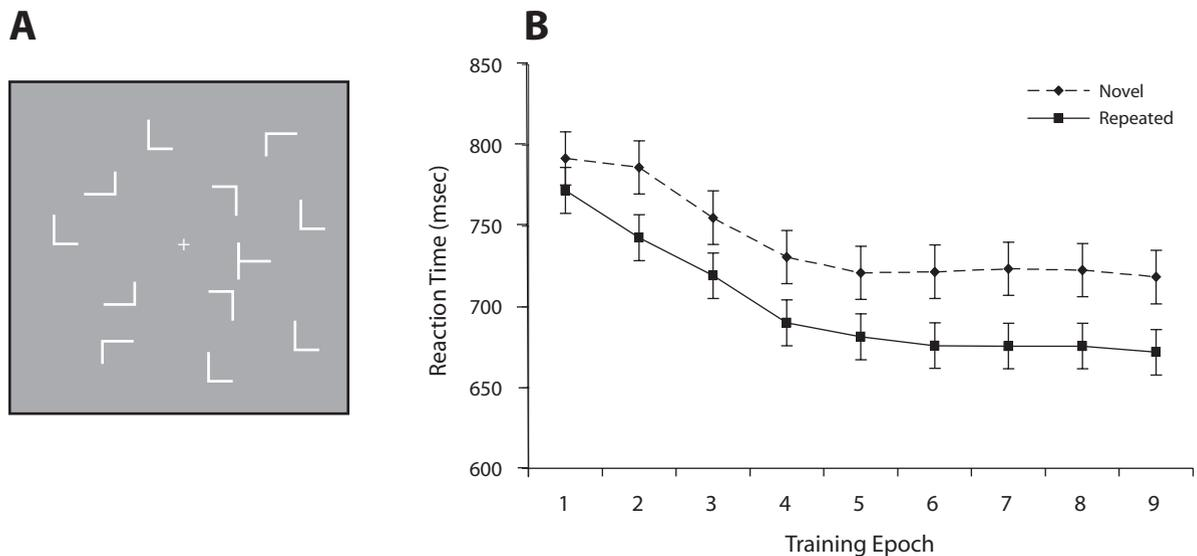 A
B
850
800
750
700
650
600
Reaction Time (msec)
Novel
Repeated
1 2 3 4 5 6 7 8 9
Training Epoch